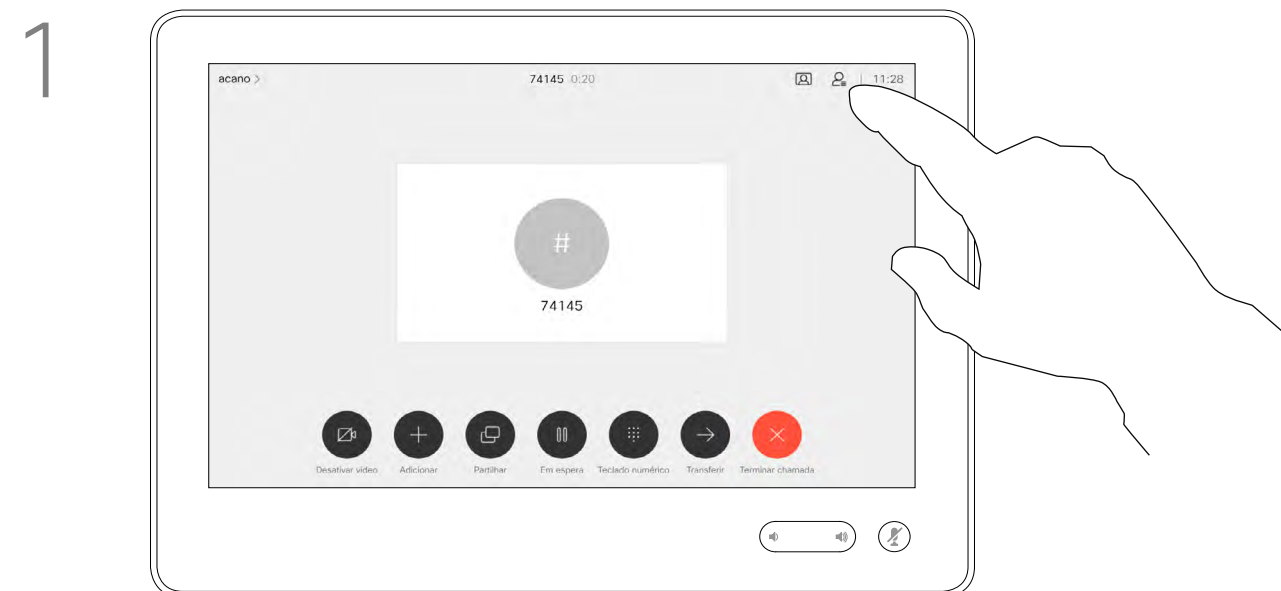 1
acano >
74145 0:20
11:28
#
74145
Desativar vídeo
Adicionar
Partilhar
Em espera
Teclado numérico
Transferir
Terminar chamada